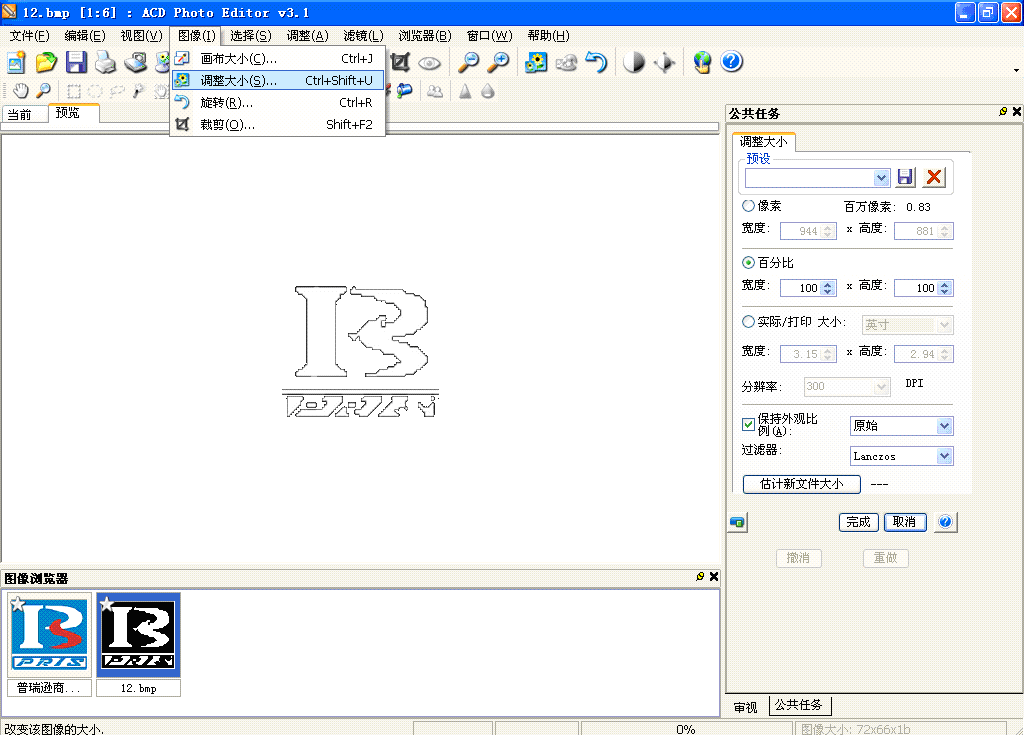 12.bmp [1:6] : ACD Photo Editor v3.1
文件(F) 编辑(E) 视图(V) 图像(I) 选择(S) 调整(A) 滤镜(L) 浏览器(B) 窗口(W) 帮助(H)
画布大小(C)... Ctrl+J
调整大小(S)... Ctrl+Shift+U
旋转(R)... Ctrl+R
裁剪(O)... Shift+F2
当前 预览
公共任务
调整大小
预设
像素 百万像素: 0.83
宽度: 944 x 高度: 881
百分比
宽度: 100 x 高度: 100
实际/打印 大小: 英寸
宽度: 3.15 x 高度: 2.94
分辨率: 300 DPI
保持外观比
例(A):
原始
过滤器:
Lanczos
估计新文件大小 ---
完成 取消
撤消 重做
图像浏览器
PRIS
普瑞逊商...
12.bmp
审视 公共任务
改变该图像的大小.
0%
图像大小: 72x66x1b